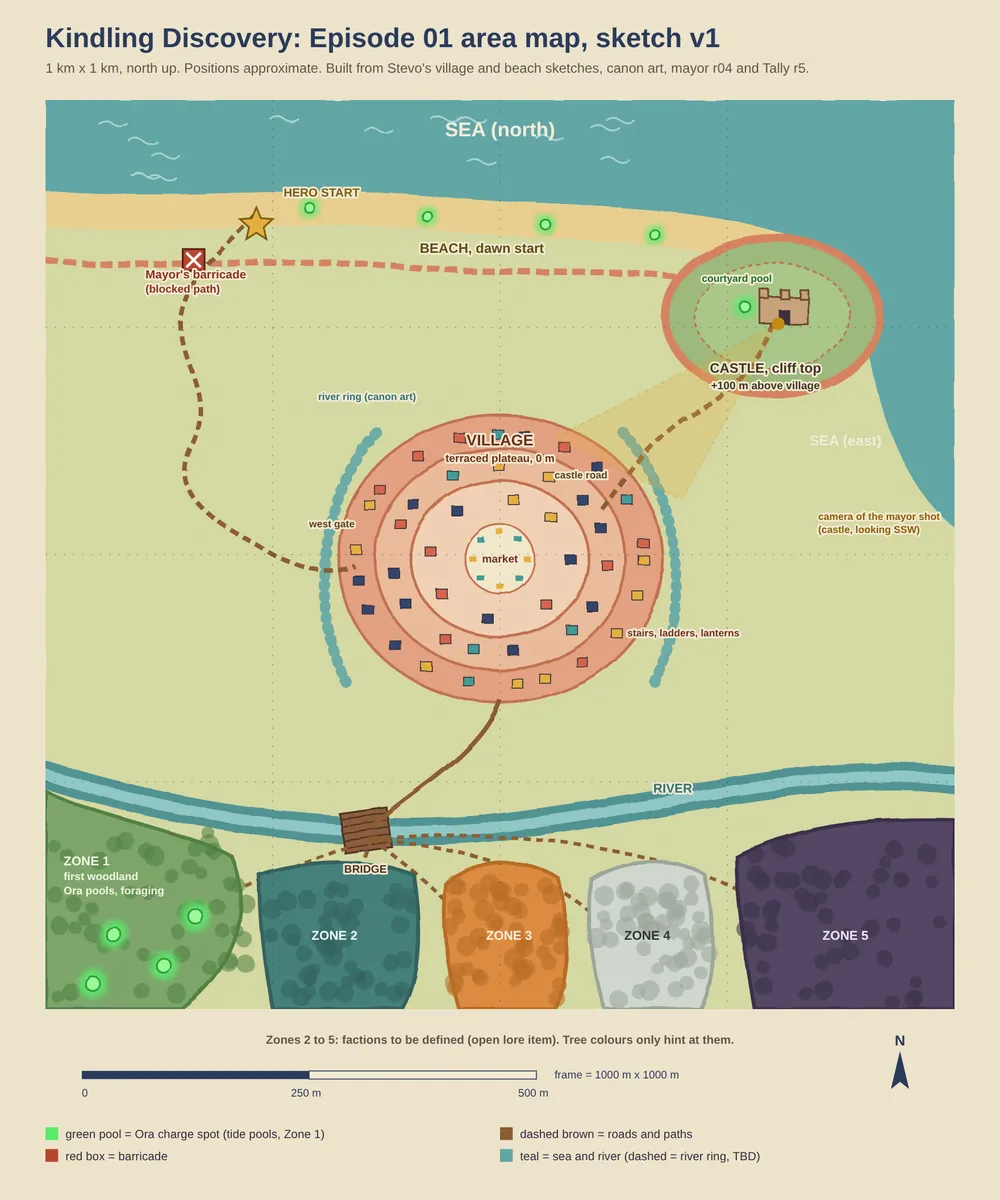 Kindling Discovery: Episode 01 area map, sketch v1
1 km x 1 km, north up. Positions approximate. Built from Stevo's village and beach sketches, canon art, mayor r04 and Tally r5.
SEA (north)
HERO START
BEACH, dawn start
Mayor's barricade
(blocked path)
courtyard pool
CASTLE, cliff top
+100 m above village
river ring (canon art)
SEA (east)
VILLAGE
terraced plateau, 0 m
castle road
camera of the mayor shot
(castle, looking SSW)
west gate
market
stairs, ladders, lanterns
RIVER
ZONE 1
first woodland
Ora pools, foraging
BRIDGE
ZONE 2
ZONE 3
ZONE 4
ZONE 5
Zones 2 to 5: factions to be defined (open lore item). Tree colours only hint at them.
N
frame = 1000 m x 1000 m
0
250 m
500 m
green pool = Ora charge spot (tide pools, Zone 1)
dashed brown = roads and paths
red box = barricade
teal = sea and river (dashed = river ring, TBD)